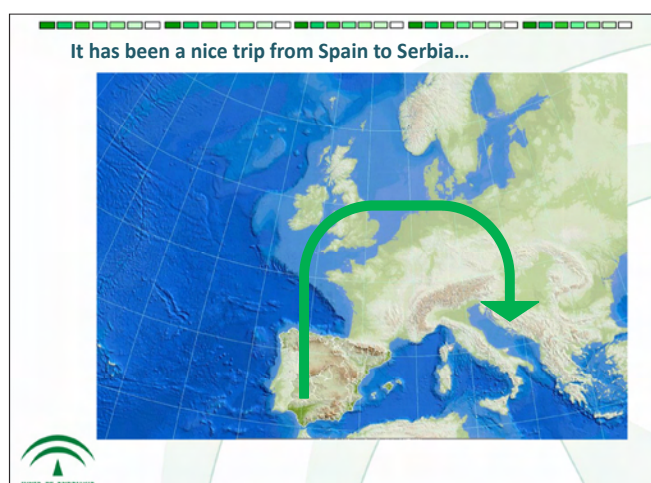 It has been a nice trip from Spain to Serbia…